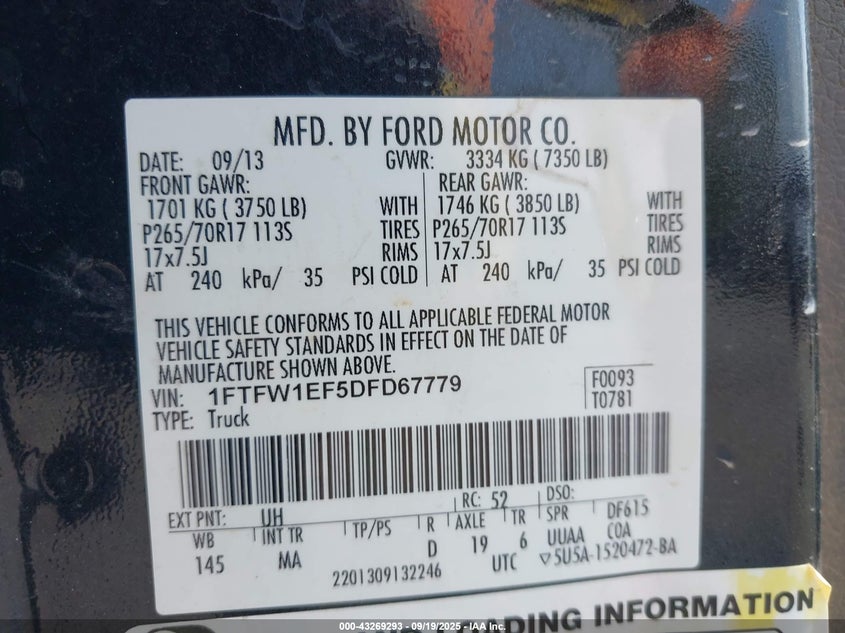 MFD. BY FORD MOTOR CO.
DATE: 09/13 GVWR: 3334 KG ( 7350 LB)
FRONT GAWR: REAR GAWR:
1701 KG ( 3750 LB) WITH 1746 KG ( 3850 LB) WITH
P265/70R17 113S TIRES P265/70R17 113S TIRES
17x7.5J RIMS 17x7.5J RIMS
AT 240 kPa/ 35 PSI COLD AT 240 kPa/ 35 PSI COLD
THIS VEHICLE CONFORMS TO ALL APPLICABLE FEDERAL MOTOR
VEHICLE SAFETY STANDARDS IN EFFECT ON THE DATE OF
MANUFACTURE SHOWN ABOVE.
VIN: 1FTFW1EF5DFD67779 F0093
TYPE: Truck T0781
EXT PNT: UH RC: 52 DSO:
WB INT TR TP/PS R AXLE TR SPR DF615
145 MA D 19 6 UUAA COA
2201309132246 UTC ▽5U5A-1520472-BA
DING INFORMATION
000-43269293 - 09/19/2025 - IAA Inc.